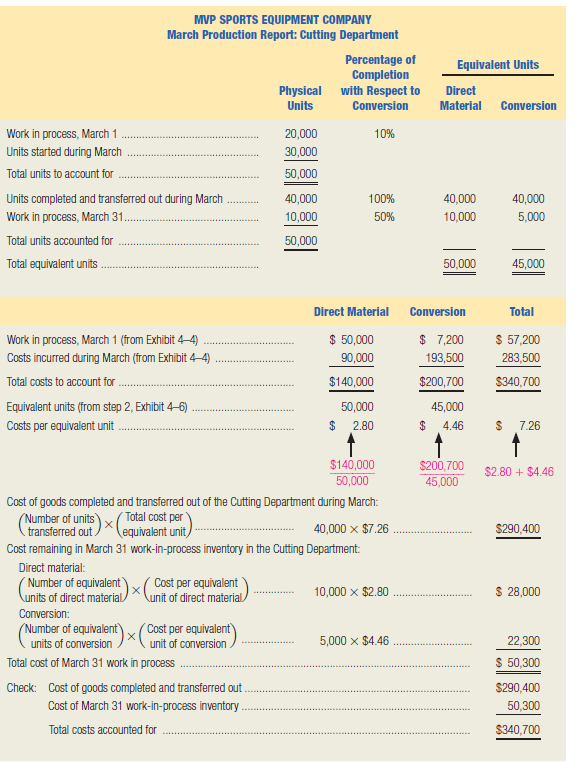 MVP SPORTS EQUIPMENT COMPANY
March Production Report: Cutting Department
Percentage of
Completion Equivalent Units
Physical with Respect to Direct
Units Conversion Material Conversion
Work in process, March 1 20,000 10%
Units started during March 30,000
Total units to account for 50,000
Units completed and transferred out during March 40,000 100% 40,000 40,000
Work in process, March 31 10,000 50% 10,000 5,000
Total units accounted for 50,000
Total equivalent units 50,000 45,000
Direct Material Conversion Total
Work in process, March 1 (from Exhibit 4–4) $ 50,000 $ 7,200 $ 57,200
Costs incurred during March (from Exhibit 4–4) 90,000 193,500 283,500
Total costs to account for $140,000 $200,700 $340,700
Equivalent units (from step 2, Exhibit 4–6) 50,000 45,000
Costs per equivalent unit $ 2.80 $ 4.46 $ 7.26
$140,000 $200,700 $2.80 + $4.46
50,000 45,000
Cost of goods completed and transferred out of the Cutting Department during March:
(Number of units transferred out) × (Total cost per equivalent unit) 40,000 × $7.26 $290,400
Cost remaining in March 31 work-in-process inventory in the Cutting Department:
Direct material:
(Number of equivalent units of direct material) × (Cost per equivalent unit of direct material) 10,000 × $2.80 $ 28,000
Conversion:
(Number of equivalent units of conversion) × (Cost per equivalent unit of conversion) 5,000 × $4.46 22,300
Total cost of March 31 work in process $ 50,300
Check: Cost of goods completed and transferred out $290,400
Cost of March 31 work-in-process inventory 50,300
Total costs accounted for $340,700